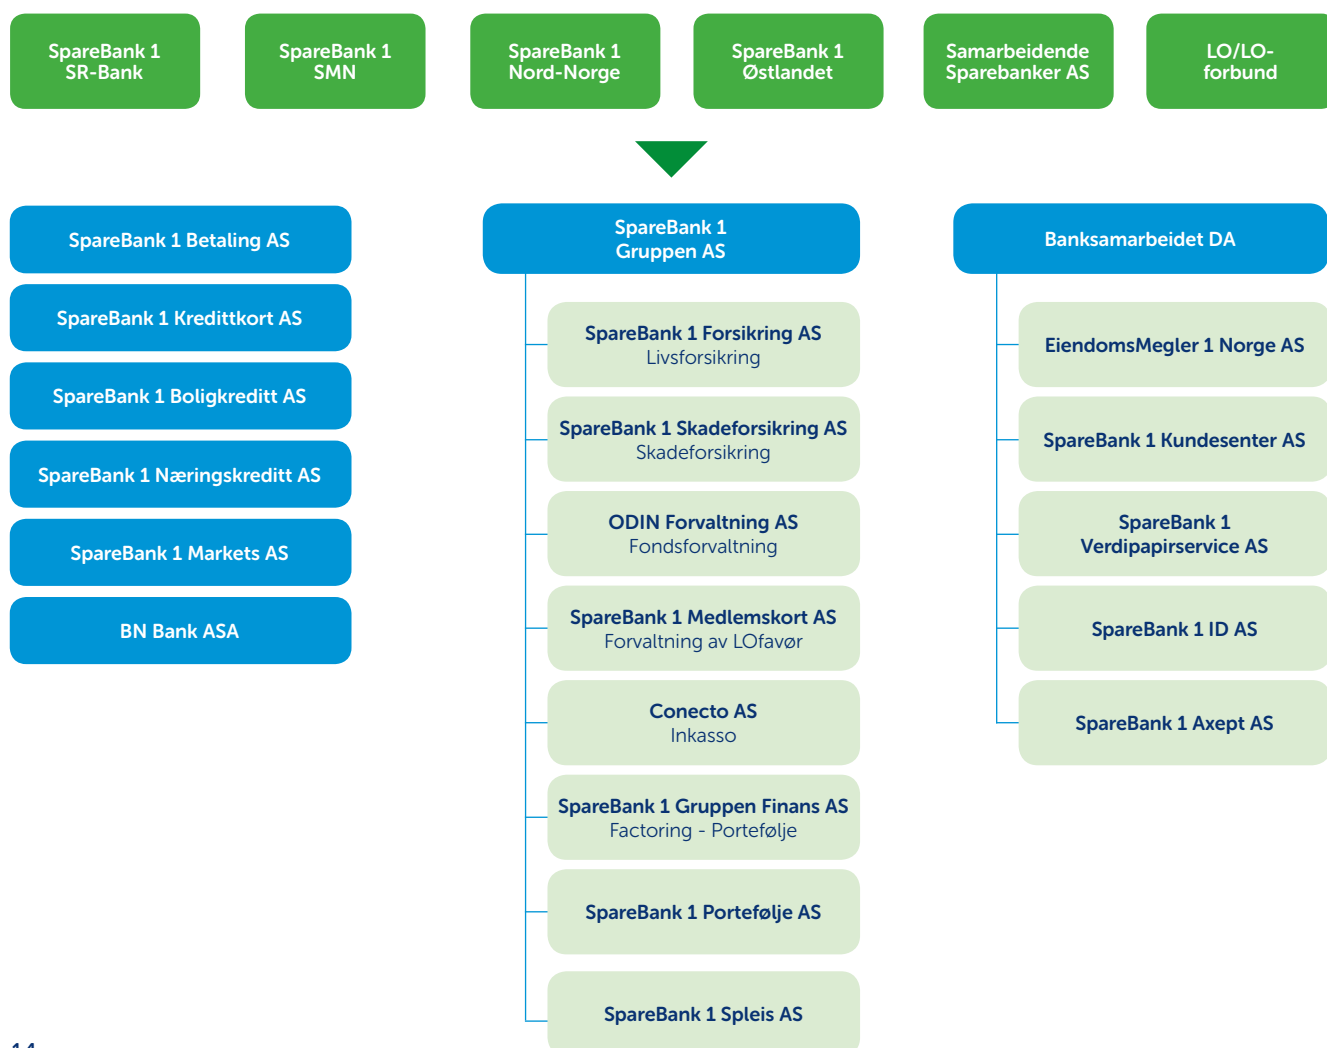 SpareBank 1
SR-Bank
SpareBank 1
SMN
SpareBank 1
Nord-Norge
SpareBank 1
Østlandet
Samarbeidende
Sparebanker AS
LO/LO-
forbund
SpareBank 1 Betaling AS
SpareBank 1 Kredittkort AS
SpareBank 1 Boligkreditt AS
SpareBank 1 Næringskreditt AS
SpareBank 1 Markets AS
BN Bank ASA
SpareBank 1
Gruppen AS
SpareBank 1 Forsikring AS
Livsforsikring
SpareBank 1 Skadeforsikring AS
Skadeforsikring
ODIN Forvaltning AS
Fondsforvaltning
SpareBank 1 Medlemskort AS
Forvaltning av LOfavør
Conecto AS
Inkasso
SpareBank 1 Gruppen Finans AS
Factoring - Portefølje
SpareBank 1 Portefølje AS
SpareBank 1 Spleis AS
Banksamarbeidet DA
EiendomsMegler 1 Norge AS
SpareBank 1 Kundesenter AS
SpareBank 1
Verdipapirservice AS
SpareBank 1 ID AS
SpareBank 1 Axept AS